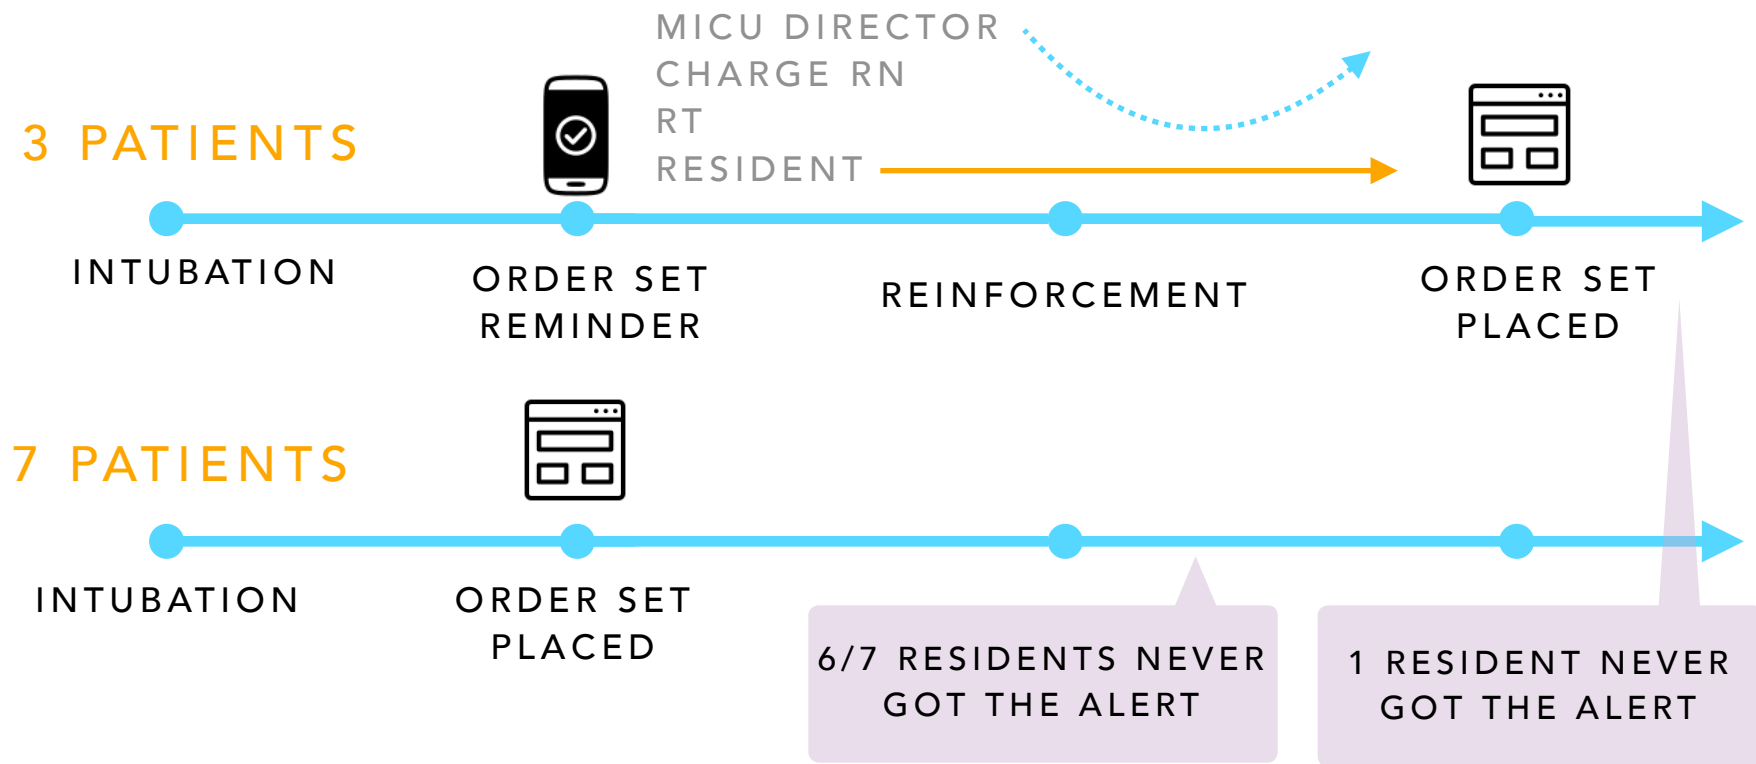 MICU DIRECTOR
CHARGE RN
RT
RESIDENT
3 PATIENTS
INTUBATION
ORDER SET
REMINDER
REINFORCEMENT
ORDER SET
PLACED
7 PATIENTS
INTUBATION
ORDER SET
PLACED
6/7 RESIDENTS NEVER
GOT THE ALERT
1 RESIDENT NEVER
GOT THE ALERT